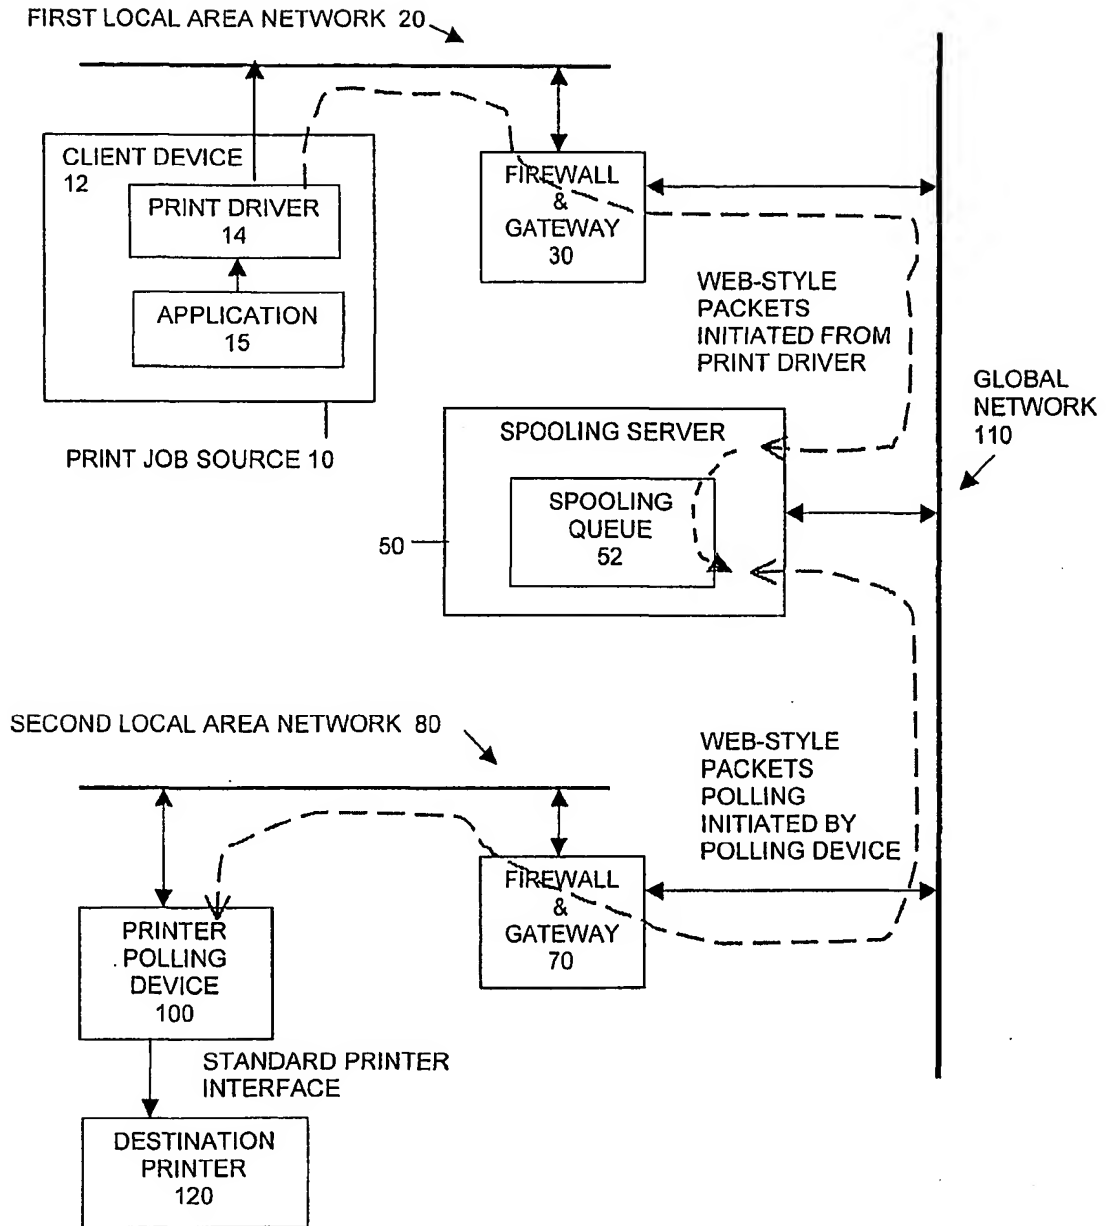 FIRST LOCAL AREA NETWORK 20
CLIENT DEVICE
12
PRINT DRIVER
14
APPLICATION
15
PRINT JOB SOURCE 10
FIREWALL
&
GATEWAY
30
WEB-STYLE
PACKETS
INITIATED FROM
PRINT DRIVER
GLOBAL
NETWORK
110
SPOOLING SERVER
SPOOLING
QUEUE
52
50
SECOND LOCAL AREA NETWORK 80
WEB-STYLE
PACKETS
POLLING
INITIATED BY
POLLING DEVICE
FIREWALL
&
GATEWAY
70
PRINTER
POLLING
DEVICE
100
STANDARD PRINTER
INTERFACE
DESTINATION
PRINTER
120